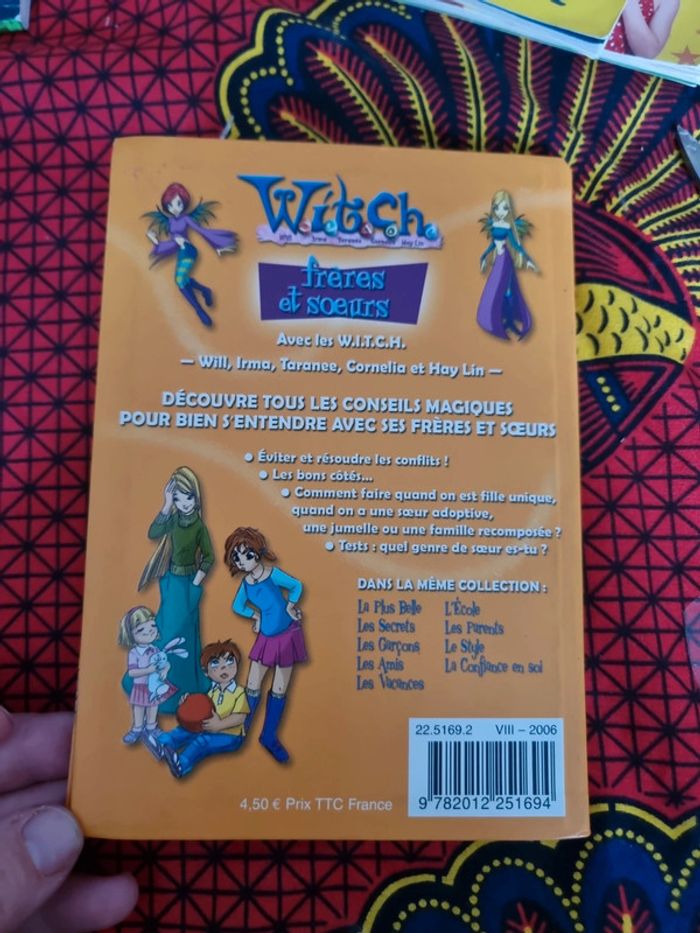 W.i.t.c.h.
Will Irma Taranee Cornelia Hay Lin
frères
et sœurs
Avec les W.I.T.C.H.
— Will, Irma, Taranee, Cornelia et Hay Lin —
DÉCOUVRE TOUS LES CONSEILS MAGIQUES
POUR BIEN S'ENTENDRE AVEC SES FRÈRES ET SŒURS
• Éviter et résoudre les conflits !
• Les bons côtés...
• Comment faire quand on est fille unique,
quand on a une sœur adoptive,
une jumelle ou une famille recomposée ?
• Tests : quel genre de sœur es-tu ?
DANS LA MÊME COLLECTION :
La Plus Belle
Les Secrets
Les Garçons
Les Amis
Les Vacances
L'École
Les Parents
Le Style
La Confiance en soi
22.5169.2 VIII – 2006
4,50 € Prix TTC France
9 782012 251694